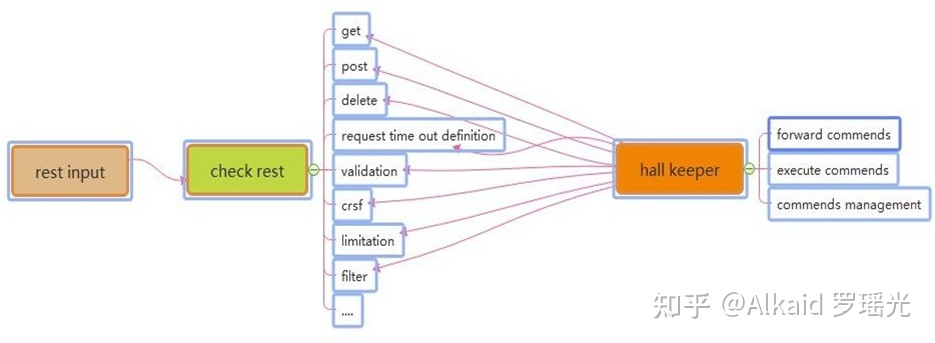 rest input
check rest
get
post
delete
request time out definition
validation
crsf
limitation
filter
....
hall keeper
forward commends
execute commends
commends management
知乎 @Alkaid 罗瑶光